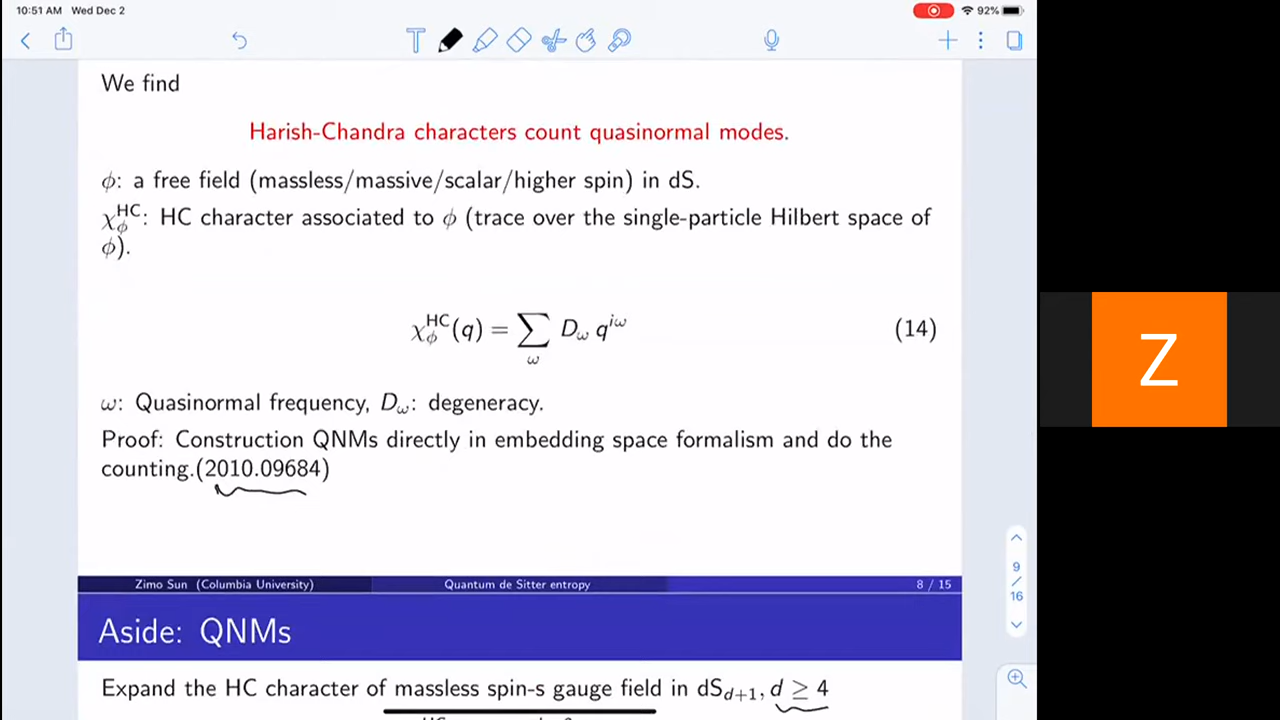 10:51 AM Wed Dec 2
92%
T
We find
Harish-Chandra characters count quasinormal modes.
ϕ: a free field (massless/massive/scalar/higher spin) in dS.
χ_ϕ^HC: HC character associated to ϕ (trace over the single-particle Hilbert space of
ϕ).
χ_ϕ^HC(q) = ∑_ω D_ω q^{iω} (14)
ω: Quasinormal frequency, D_ω: degeneracy.
Proof: Construction QNMs directly in embedding space formalism and do the
counting.(2010.09684)
Zimo Sun (Columbia University) Quantum de Sitter entropy 8 / 15
Aside: QNMs
Expand the HC character of massless spin-s gauge field in dS_{d+1}, d ≥ 4
9
/
16
Z